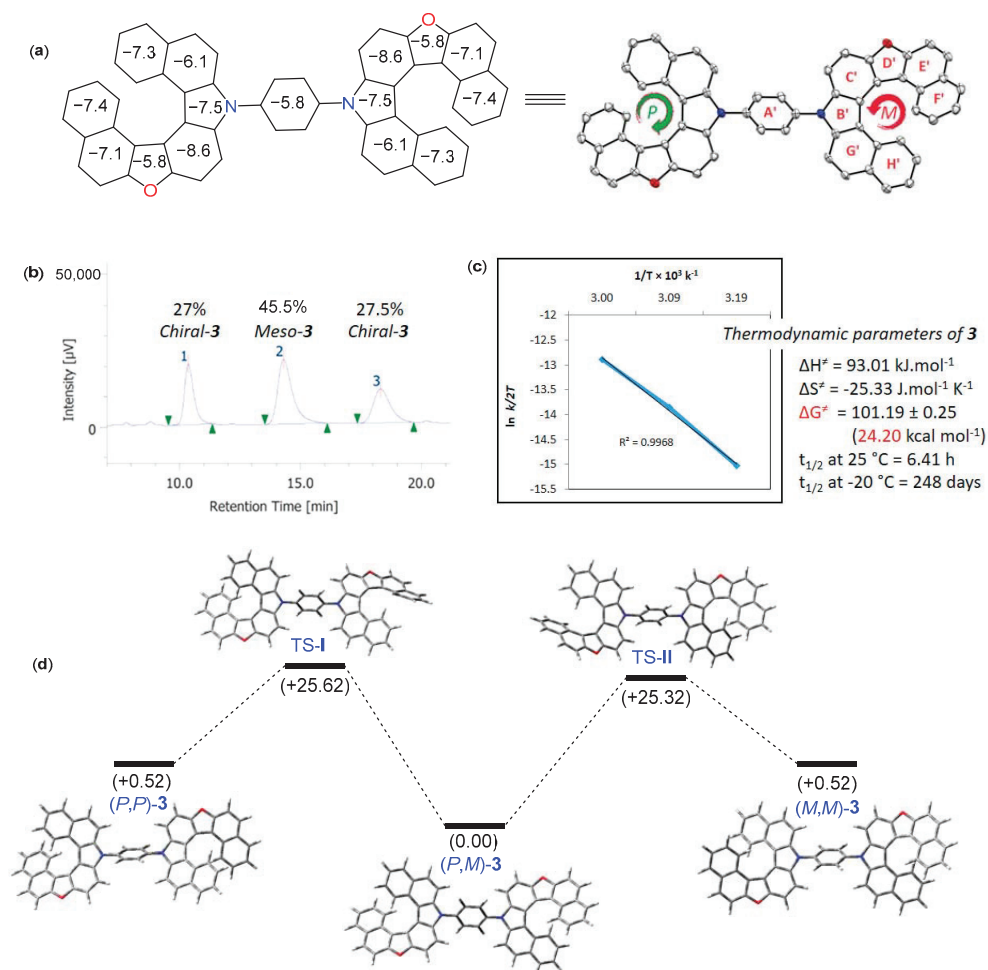 (a)
−7.3 −6.1 −7.5 N −5.8 N −7.5 −8.6 −5.8 O −7.1 −7.4 −6.1 −7.3
−7.4 −7.1 −5.8 −8.6 O
P A' B' C' D' E' F' G' H' M
(b)
50,000
0
Intensity [µV]
27%
Chiral-3
1
45.5%
Meso-3
2
27.5%
Chiral-3
3
10.0 15.0 20.0
Retention Time [min]
(c)
1/T × 10³ k⁻¹
3.00 3.09 3.19
-12
-12.5
-13
-13.5
-14
-14.5
-15
-15.5
ln k/2T
R² = 0.9968
Thermodynamic parameters of 3
ΔH≠ = 93.01 kJ.mol⁻¹
ΔS≠ = -25.33 J.mol⁻¹ K⁻¹
ΔG≠ = 101.19 ± 0.25
(24.20 kcal mol⁻¹)
t1/2 at 25 °C = 6.41 h
t1/2 at -20 °C = 248 days
(d)
TS-I
(+25.62)
TS-II
(+25.32)
(+0.52)
(P,P)-3
(0.00)
(P,M)-3
(+0.52)
(M,M)-3